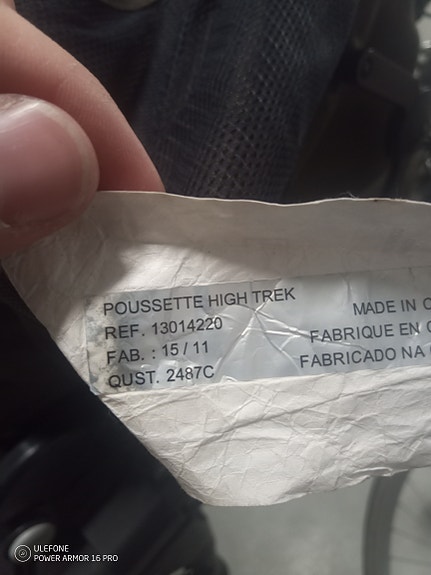 POUSSETTE HIGH TREK
REF. 13014220
FAB. : 15 / 11
QUST. 2487C
MADE IN
FABRIQUE EN
FABRICADO NA
ULEFONE
POWER ARMOR 16 PRO